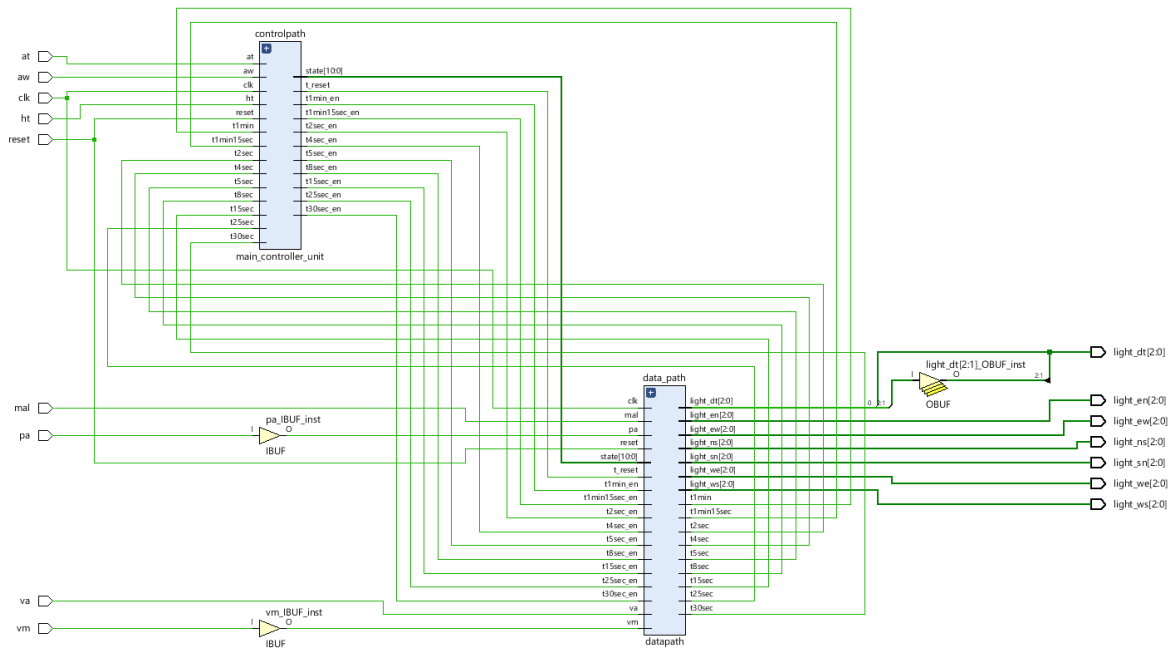 controlpath
at
aw
clk
ht
reset
at
aw
clk
ht
reset
t1min
t1min15sec
t2sec
t4sec
t5sec
t8sec
t15sec
t25sec
t30sec
state[10:0]
t_reset
t1min_en
t1min15sec_en
t2sec_en
t4sec_en
t5sec_en
t8sec_en
t15sec_en
t25sec_en
t30sec_en
main_controller_unit
mal
pa
pa_IBUF_inst
I
O
IBUF
va
vm
vm_IBUF_inst
I
O
IBUF
data_path
clk
mal
pa
reset
state[10:0]
t_reset
t1min_en
t1min15sec_en
t2sec_en
t4sec_en
t5sec_en
t8sec_en
t15sec_en
t25sec_en
t30sec_en
va
vm
light_dt[2:0]
light_en[2:0]
light_ew[2:0]
light_ns[2:0]
light_sn[2:0]
light_we[2:0]
light_ws[2:0]
t1min
t1min15sec
t2sec
t4sec
t5sec
t8sec
t15sec
t25sec
t30sec
datapath
0
2:1
light_dt[2:1]_OBUF_inst
I
O
OBUF
2:1
light_dt[2:0]
light_en[2:0]
light_ew[2:0]
light_ns[2:0]
light_sn[2:0]
light_we[2:0]
light_ws[2:0]